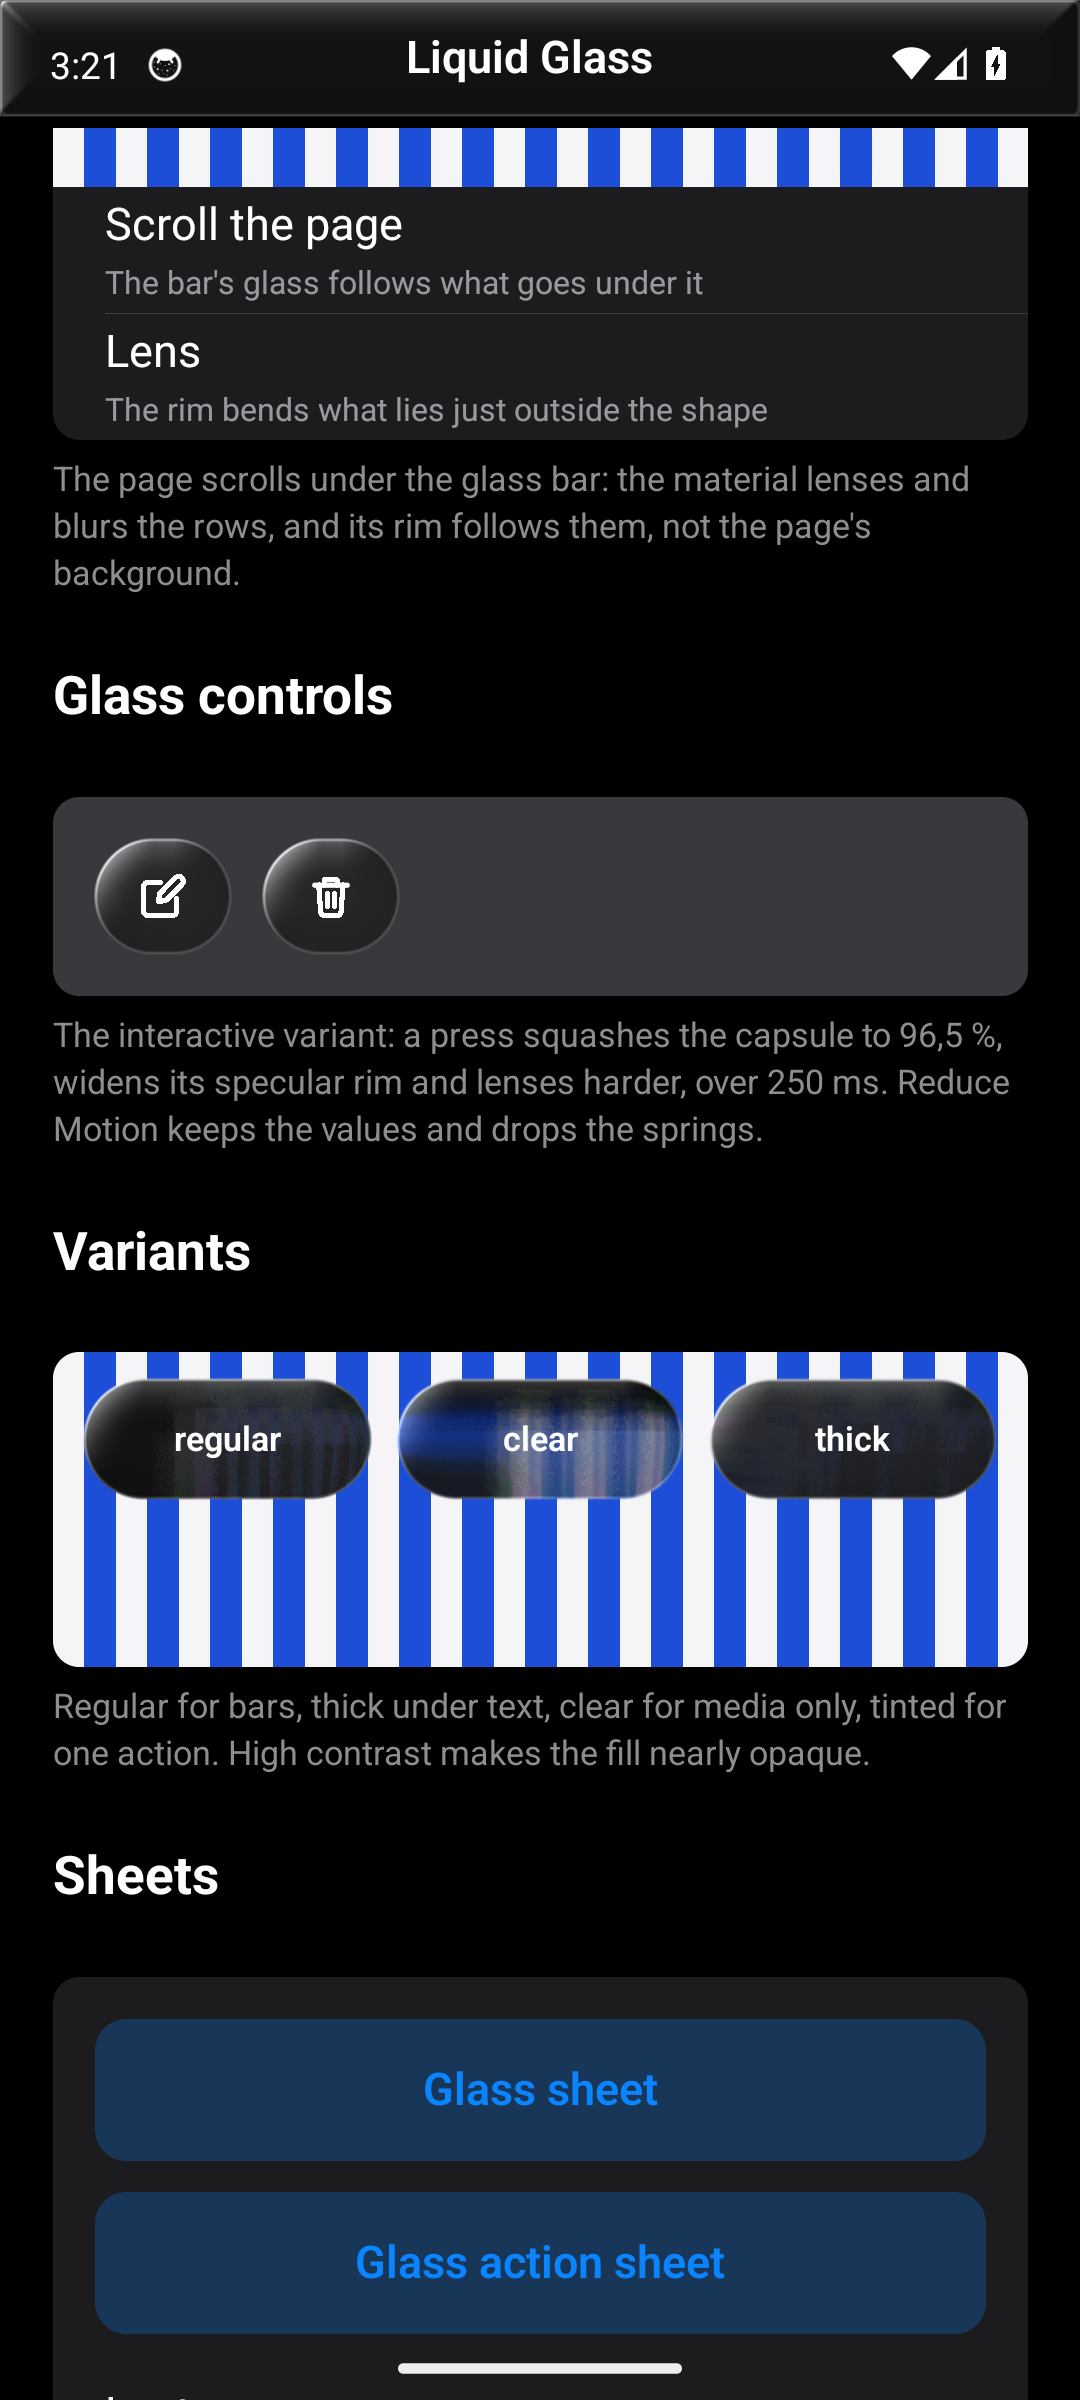 3:21
Liquid Glass
Scroll the page
The bar's glass follows what goes under it
Lens
The rim bends what lies just outside the shape
The page scrolls under the glass bar: the material lenses and
blurs the rows, and its rim follows them, not the page's
background.
Glass controls
The interactive variant: a press squashes the capsule to 96,5 %,
widens its specular rim and lenses harder, over 250 ms. Reduce
Motion keeps the values and drops the springs.
Variants
regular
clear
thick
Regular for bars, thick under text, clear for media only, tinted for
one action. High contrast makes the fill nearly opaque.
Sheets
Glass sheet
Glass action sheet